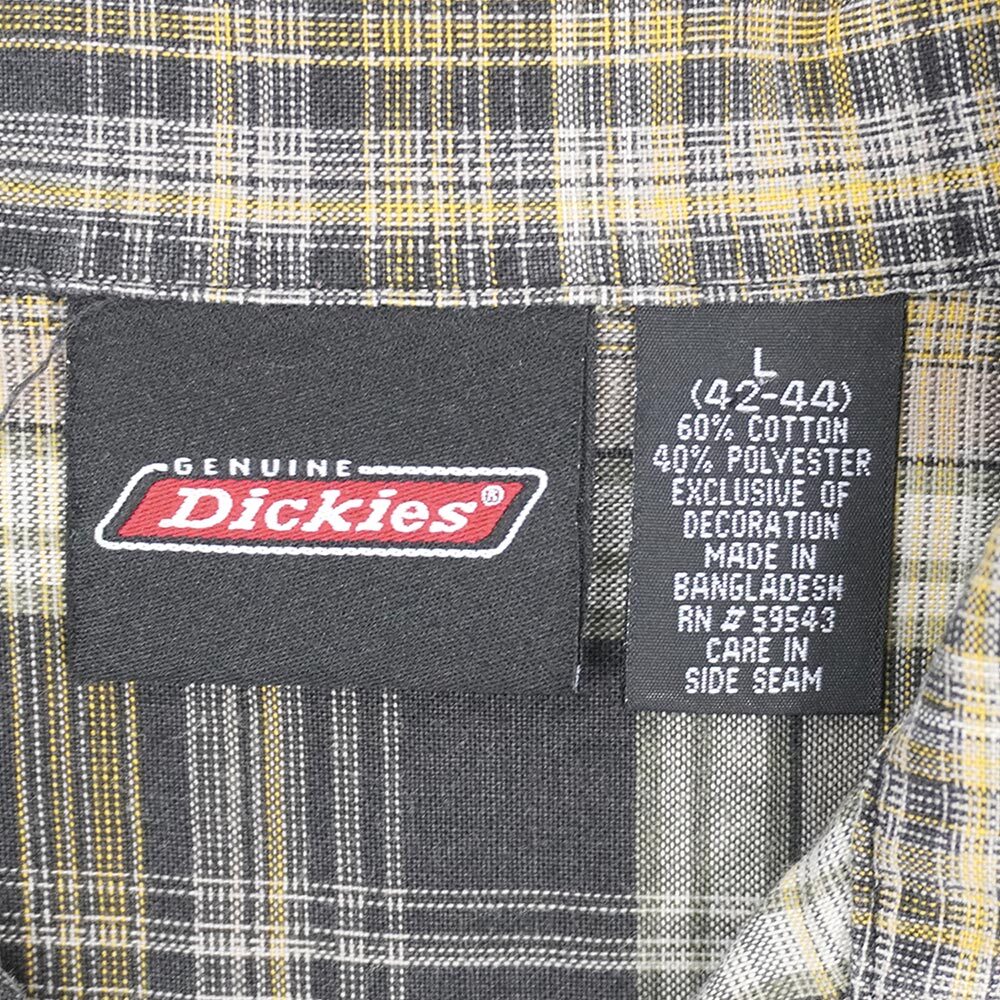 GENUINE
Dickies®
L
(42-44)
60% COTTON
40% POLYESTER
EXCLUSIVE OF
DECORATION
MADE IN
BANGLADESH
RN # 59543
CARE IN
SIDE SEAM